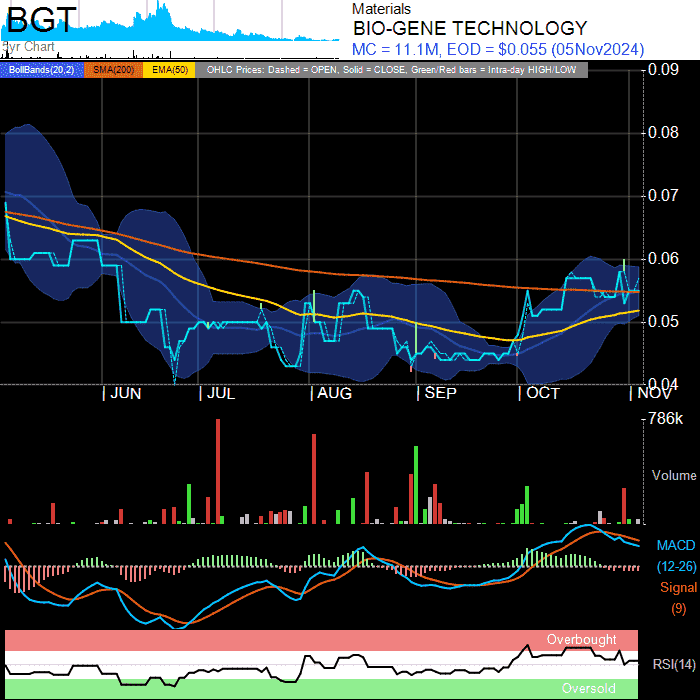 BGT
5yr Chart
Materials
BIO-GENE TECHNOLOGY
MC = 11.1M, EOD = $0.055 (05Nov2024)
BollBands(20,2) SMA(200) EMA(50) OHLC Prices: Dashed = OPEN, Solid = CLOSE, Green/Red bars = Intra-day HIGH/LOW
0.09
0.08
0.07
0.06
0.05
0.04
JUN JUL AUG SEP OCT NOV
786k
Volume
MACD
(12-26)
Signal
(9)
Overbought
RSI(14)
Oversold